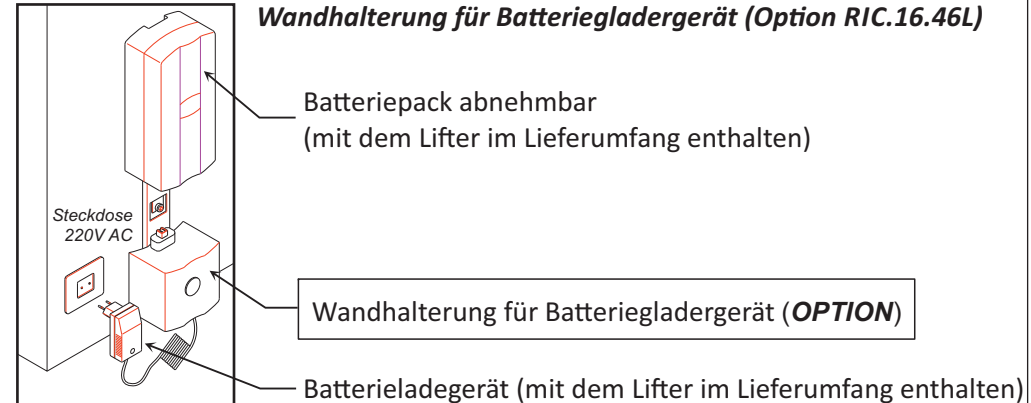 Wandhalterung für Batteriegladergerät (Option RIC.16.46L)
Batteriepack abnehmbar
(mit dem Lifter im Lieferumfang enthalten)
Steckdose
220V AC
Wandhalterung für Batteriegladergerät (OPTION)
Batterieladegerät (mit dem Lifter im Lieferumfang enthalten)